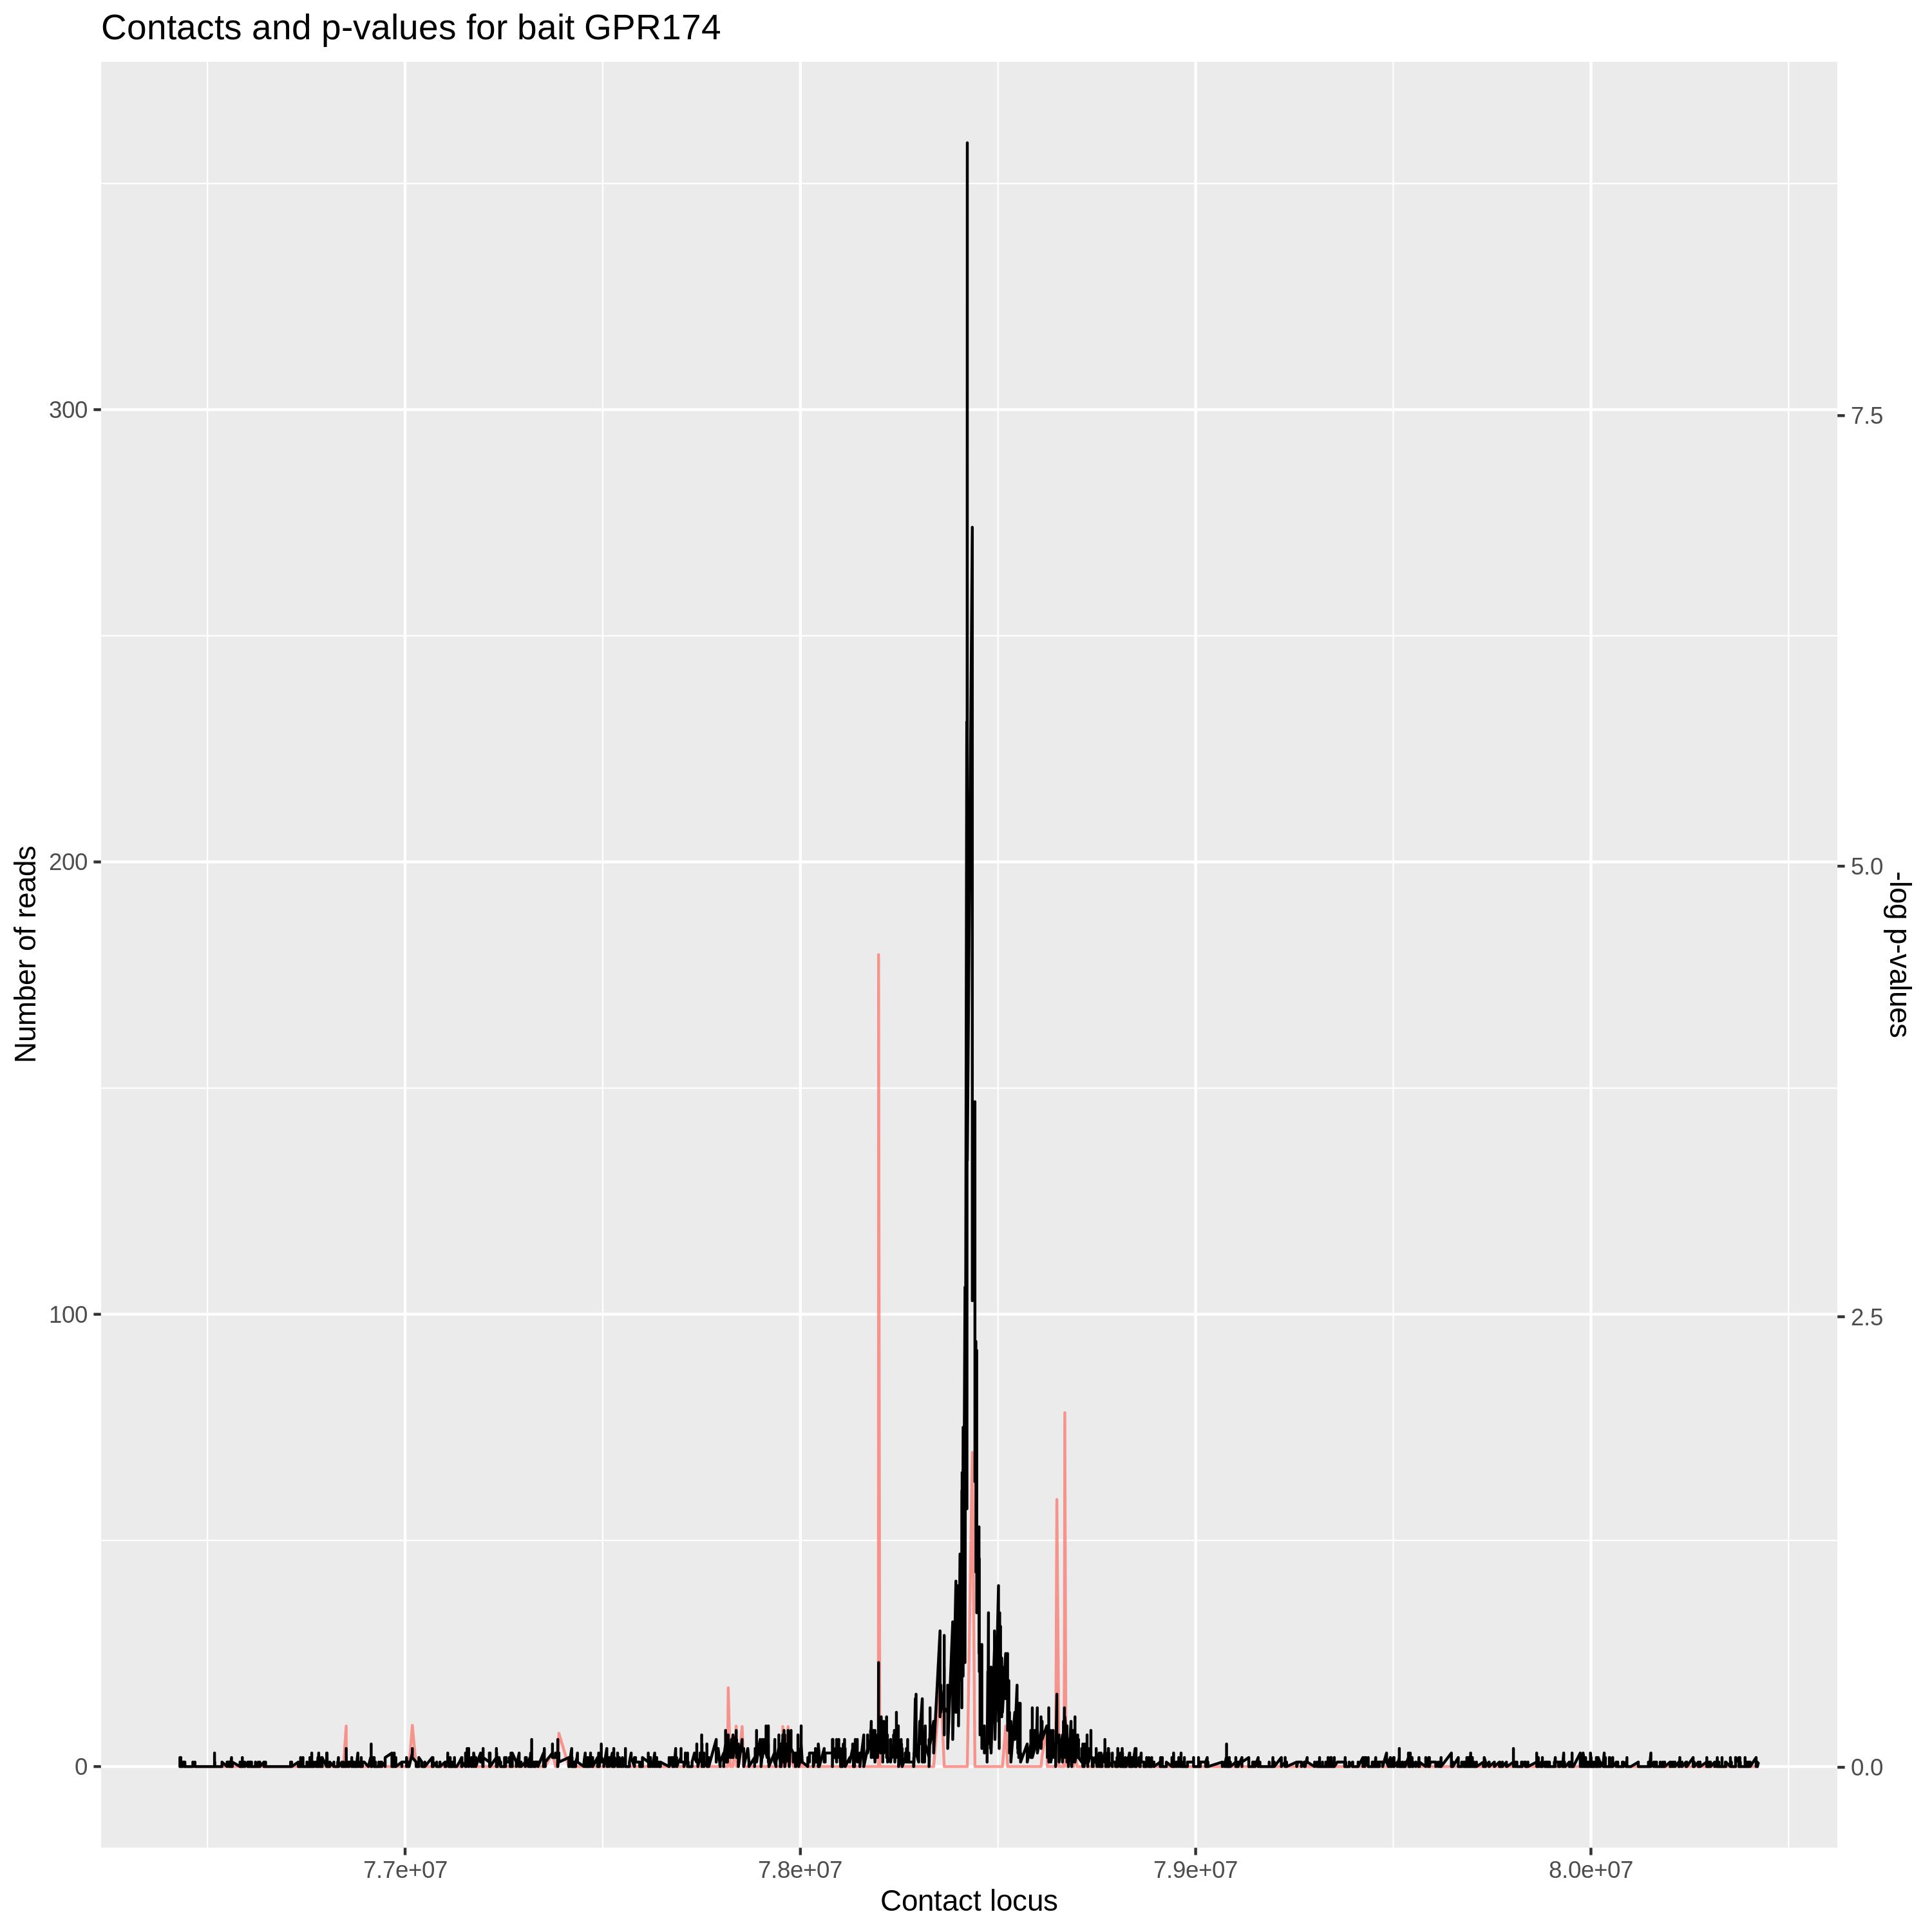 Contacts and p-values for bait GPR174
Number of reads
300
200
100
0
7.5
5.0
2.5
0.0
-log p-values
7.7e+07
7.8e+07
7.9e+07
8.0e+07
Contact locus